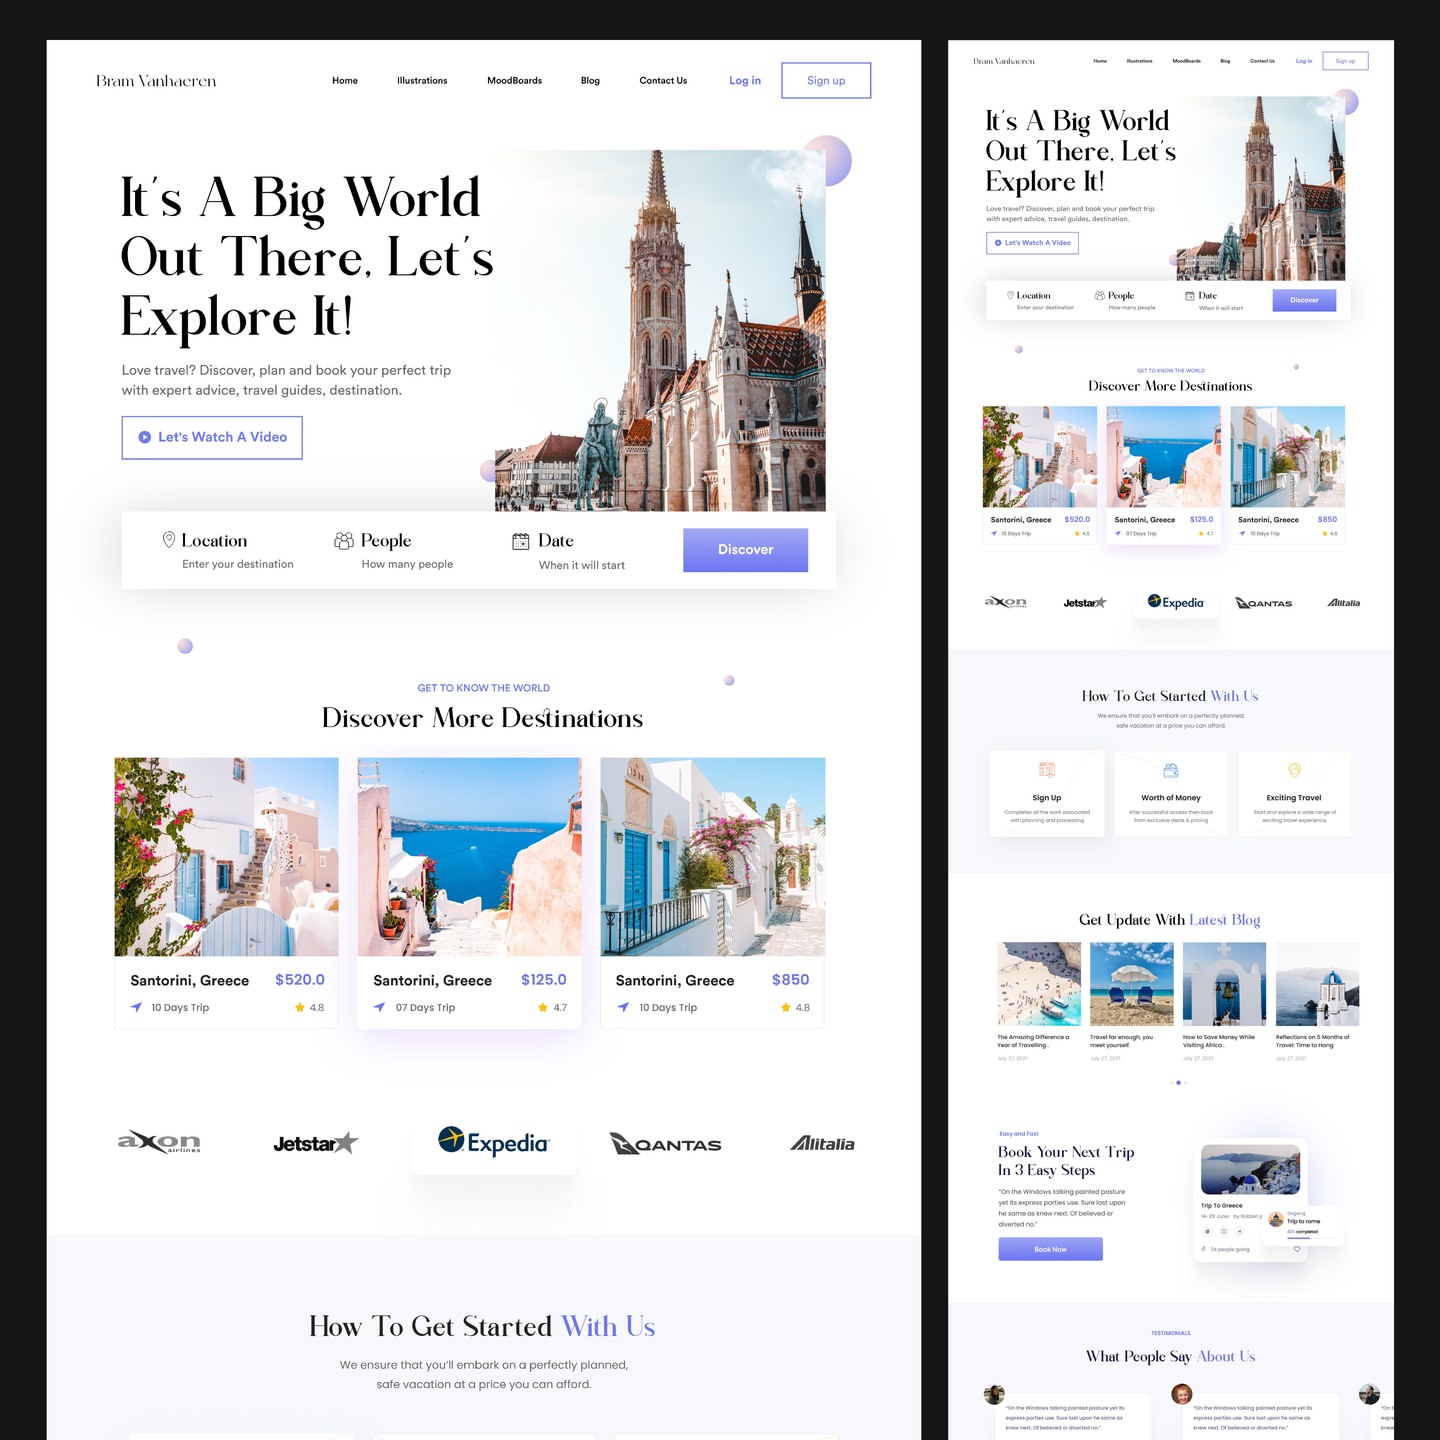 Bram Vanhaeren
Home Illustrations MoodBoards Blog Contact Us Log in Sign up
It's A Big World
Out There, Let's
Explore It!
Love travel? Discover, plan and book your perfect trip
with expert advice, travel guides, destination.
Let's Watch A Video
Location People Date
Enter your destination How many people When it will start
Discover
GET TO KNOW THE WORLD
Discover More Destinations
Santorini, Greece $520.0
10 Days Trip 4.8
Santorini, Greece $125.0
07 Days Trip 4.7
Santorini, Greece $850
10 Days Trip 4.8
axon
airlines
Jetstar
Expedia
QANTAS
Alitalia
How To Get Started With Us
We ensure that you'll embark on a perfectly planned,
safe vacation at a price you can afford.
Bram Vanhaeren
Home Illustrations MoodBoards Blog Contact Us Log in Sign up
It's A Big World
Out There, Let's
Explore It!
Love travel? Discover, plan and book your perfect trip
with expert advice, travel guides, destination.
Let's Watch A Video
Location People Date
Enter your destination How many people When it will start
Discover
GET TO KNOW THE WORLD
Discover More Destinations
Santorini, Greece $520.0
10 Days Trip 4.8
Santorini, Greece $125.0
07 Days Trip 4.7
Santorini, Greece $850
10 Days Trip 4.8
axon
airlines
Jetstar
Expedia
QANTAS
Alitalia
How To Get Started With Us
We ensure that you'll embark on a perfectly planned,
safe vacation at a price you can afford.
Sign Up
Completes all the work associated
with planning and processing
Worth of Money
After successful access then book
from exclusive deals & pricing
Exciting Travel
Start and explore a wide range of
exciting travel experience.
Get Update With Latest Blog
The Amazing Difference a
Year of Travelling .
July 27, 2021
Travel far enough, you
meet yourself.
July 27, 2021
How to Save Money While
Visiting Africa .
July 27, 2021
Reflections on 5 Months of
Travel: Time to Hang
July 27, 2021
Easy and Fast
Book Your Next Trip
In 3 Easy Steps
"On the Windows talking painted pasture
yet its express parties use. Sure last upon
he same as knew next. Of believed or
diverted no."
Book Now
Trip To Greece
14-29 June | by Robbin j
24 people going
Ongoing
Trip to rome
40% completed
TESTIMONIALS
What People Say About Us
"On the Windows talking painted pasture yet its
express parties use. Sure last upon he same as
knew next. Of believed or diverted no."
"On the Windows talking painted pasture yet its
express parties use. Sure last upon he same as
knew next. Of believed or diverted no."
"On t
expre
knew